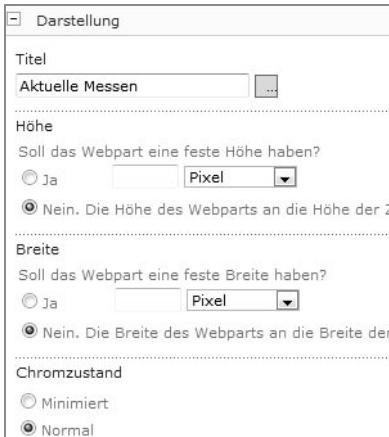 Darstellung
Titel
Aktuelle Messen
...
Höhe
Soll das Webpart eine feste Höhe haben?
Ja Pixel
Nein. Die Höhe des Webparts an die Höhe der
Breite
Soll das Webpart eine feste Breite haben?
Ja Pixel
Nein. Die Breite des Webparts an die Breite der
Chromzustand
Minimiert
Normal